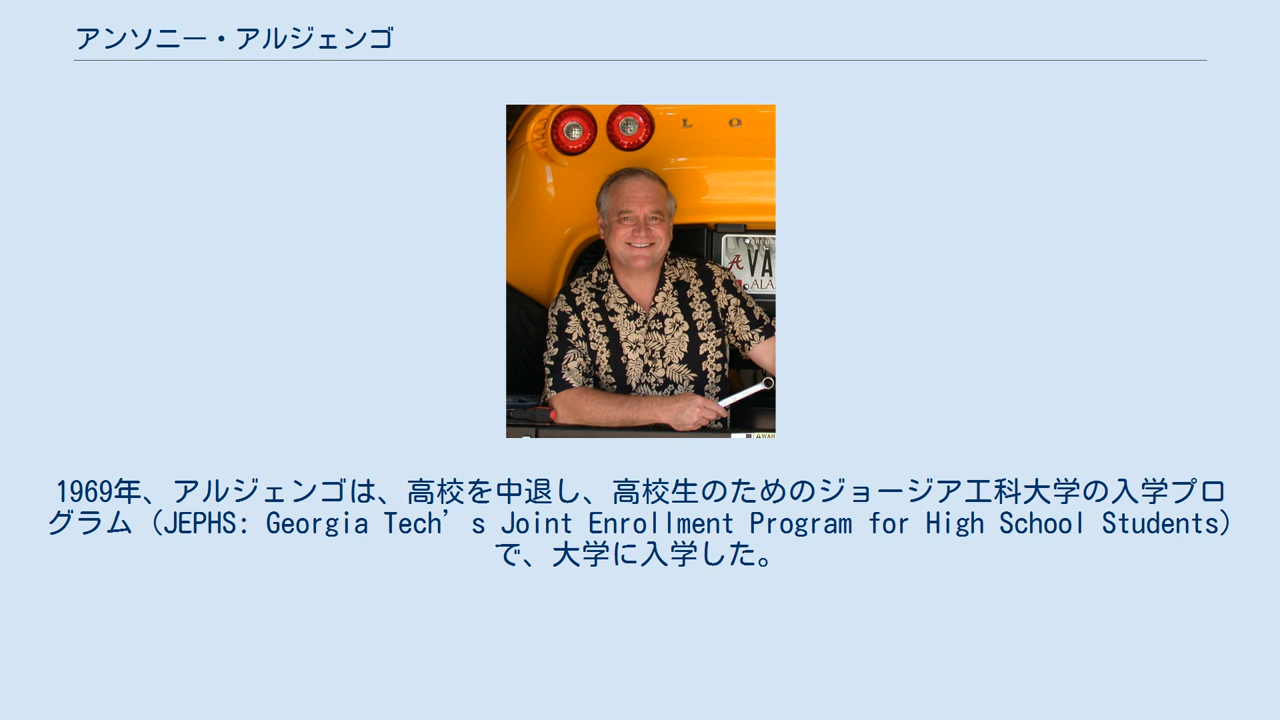 アンソニー・アルジェンゴ
L O
VA
ALA
1969年、アルジェンゴは、高校を中退し、高校生のためのジョージア工科大学の入学プロ
グラム（JEPHS: Georgia Tech’s Joint Enrollment Program for High School Students）
で、大学に入学した。